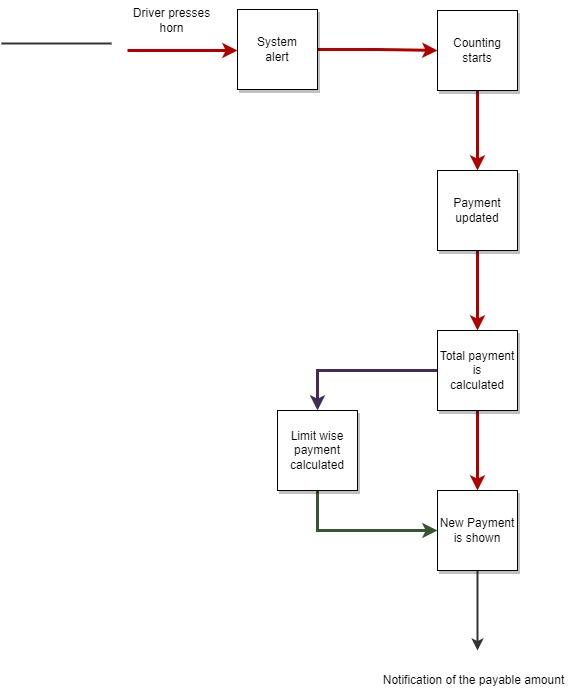 Driver presses
horn
System
alert
Counting
starts
Payment
updated
Total payment
is
calculated
Limit wise
payment
calculated
New Payment
is shown
Notification of the payable amount